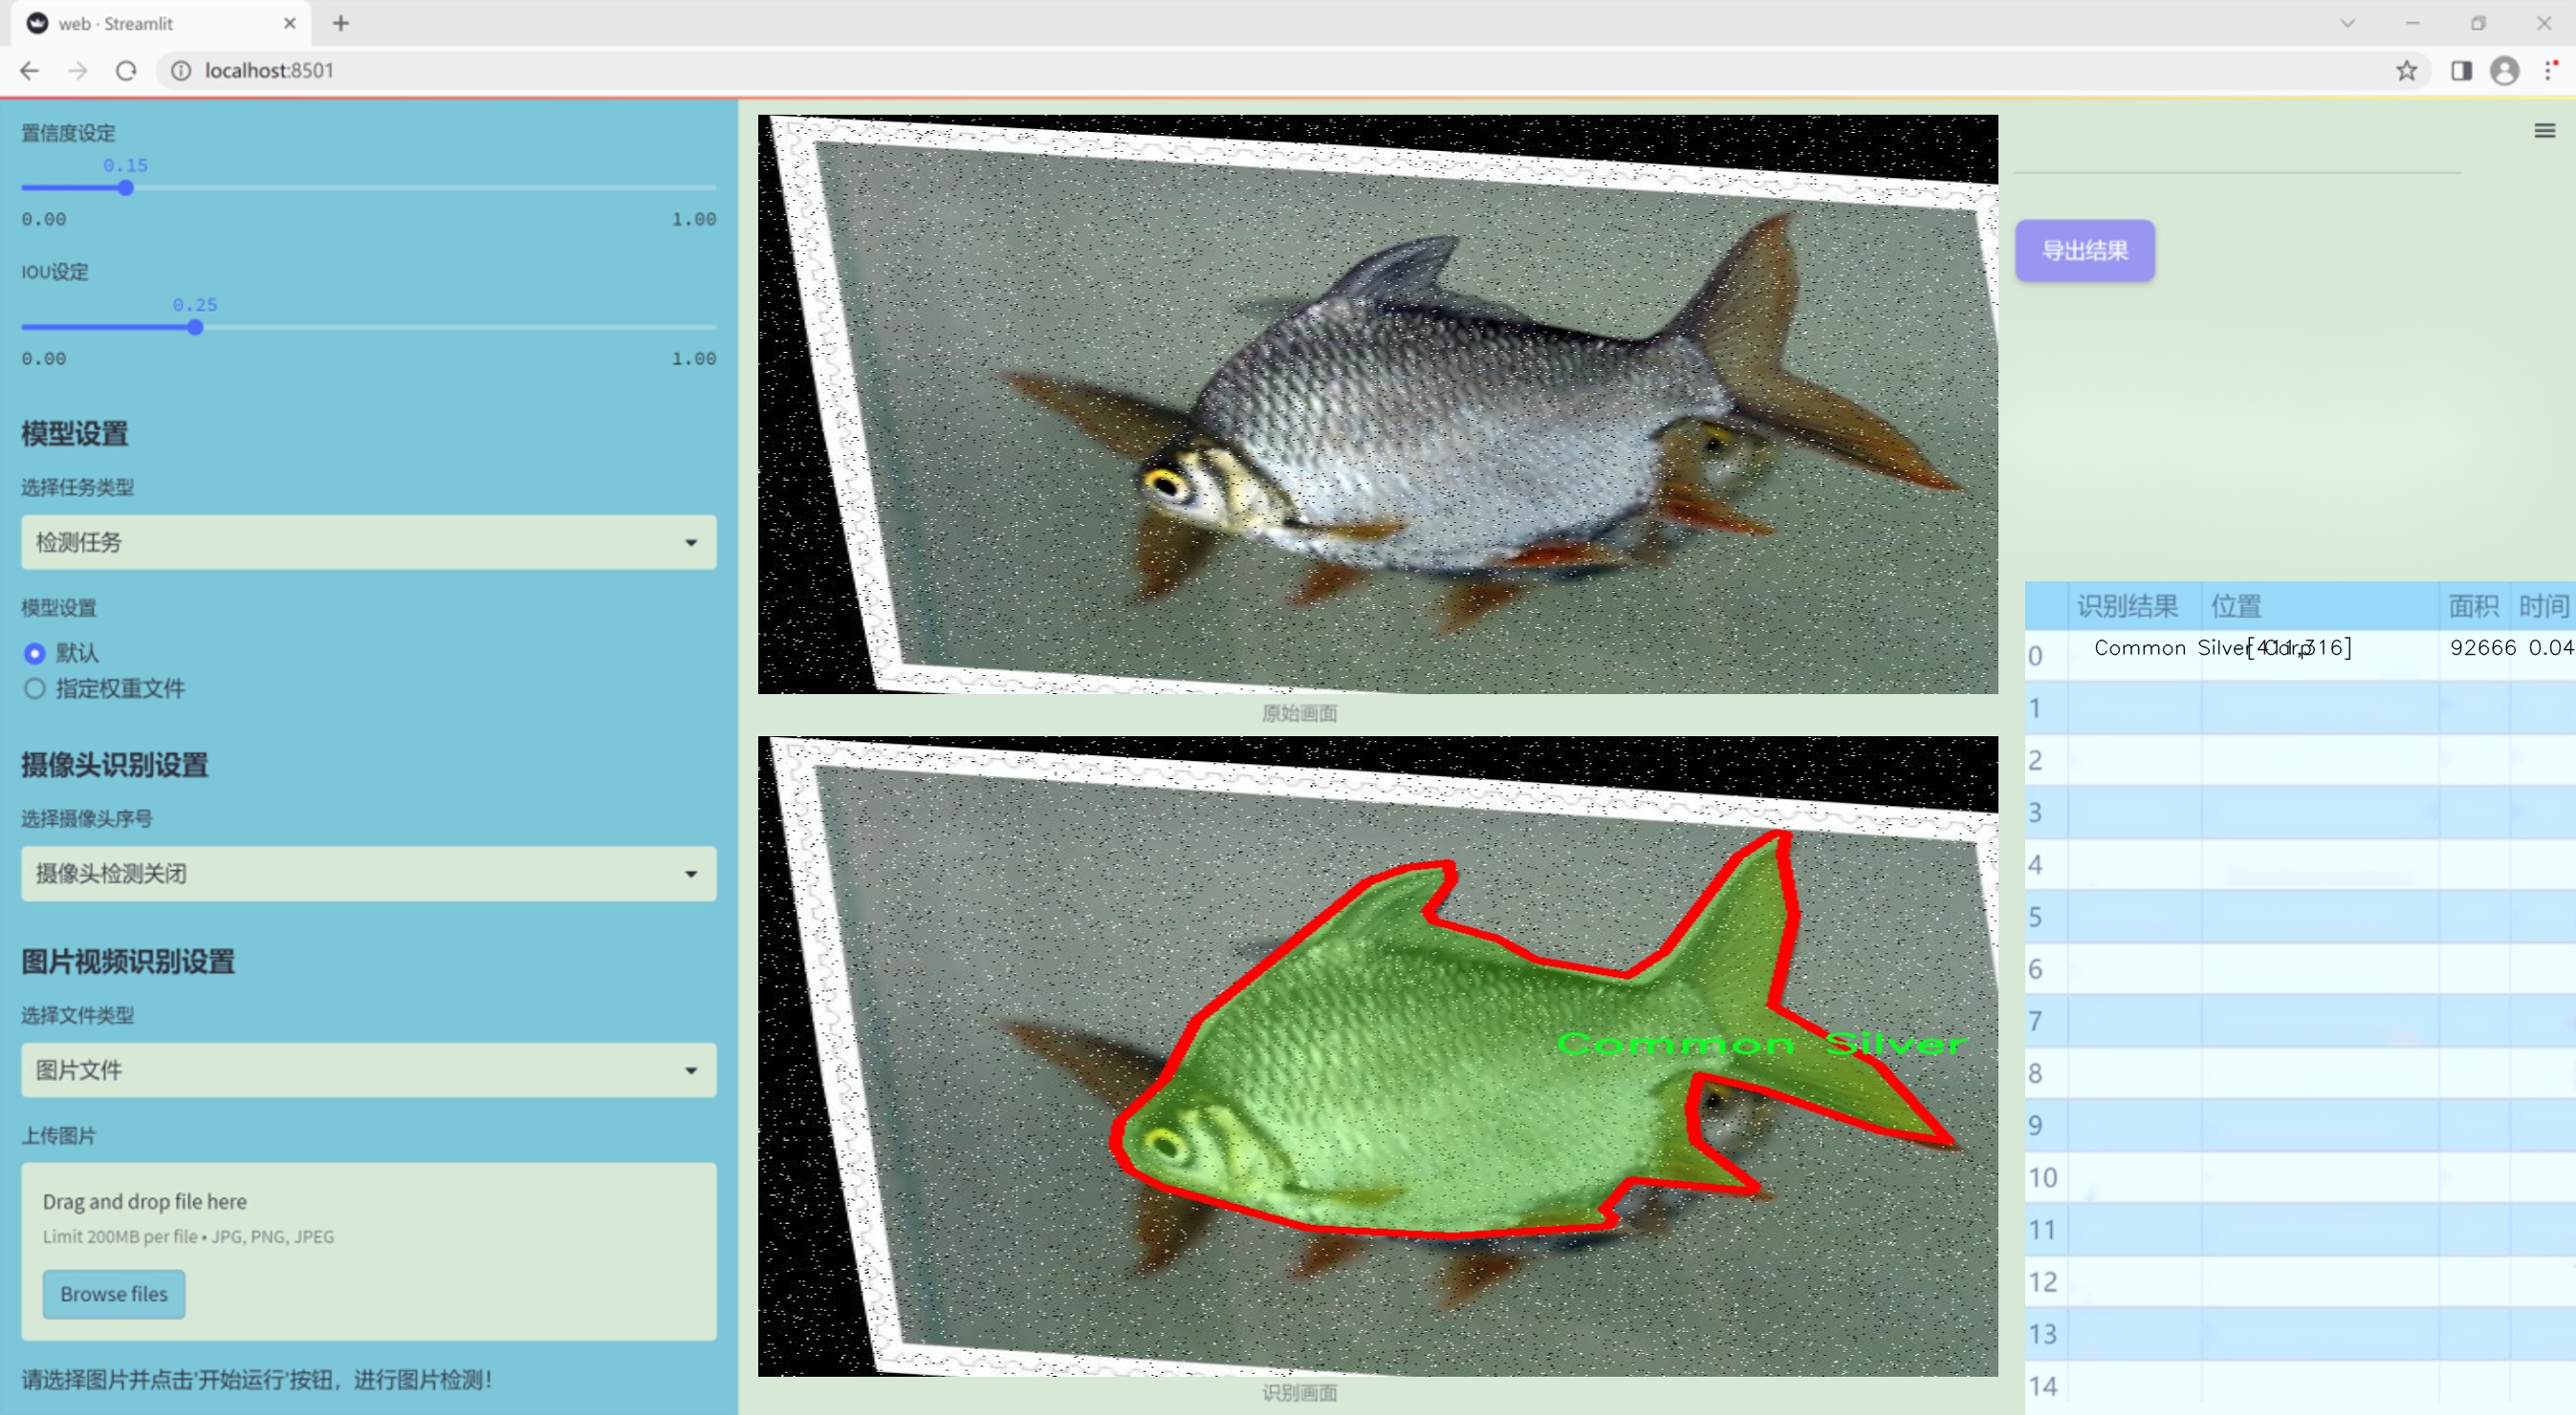 web · Streamlit
localhost:8501
置信度设定
0.15
0.00 1.00
IOU设定
0.25
0.00 1.00
模型设置
选择任务类型
检测任务
模型设置
默认
指定权重文件
摄像头识别设置
选择摄像头序号
摄像头检测关闭
图片视频识别设置
选择文件类型
图片文件
上传图片
Drag and drop file here
Limit 200MB per file • JPG, PNG, JPEG
Browse files
请选择图片并点击'开始运行'按钮，进行图片检测！
原始画面
Common Silver
识别画面
导出结果
识别结果 位置 面积 时间
0 Common Silver Carp [411,316] 92666 0.04
1
2
3
4
5
6
7
8
9
10
11
12
13
14